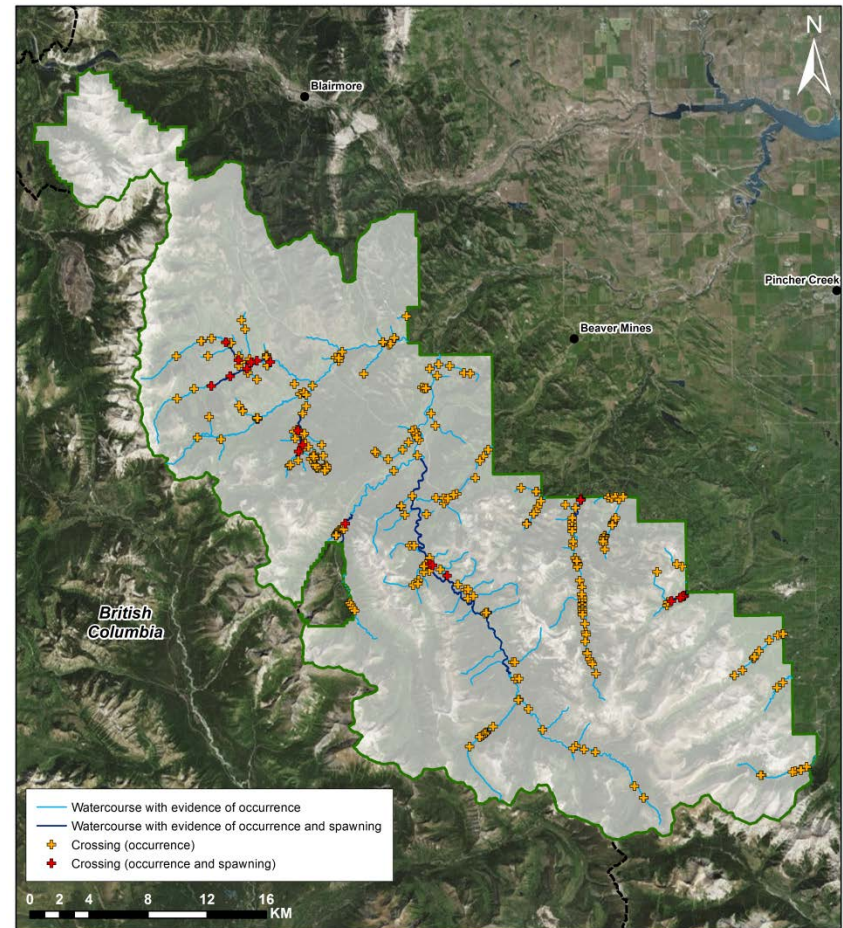 N
Blairmore
Pincher Creek
Beaver Mines
British
Columbia
Watercourse with evidence of occurrence
Watercourse with evidence of occurrence and spawning
Crossing (occurrence)
Crossing (occurrence and spawning)
0 2 4 8 12 16
KM